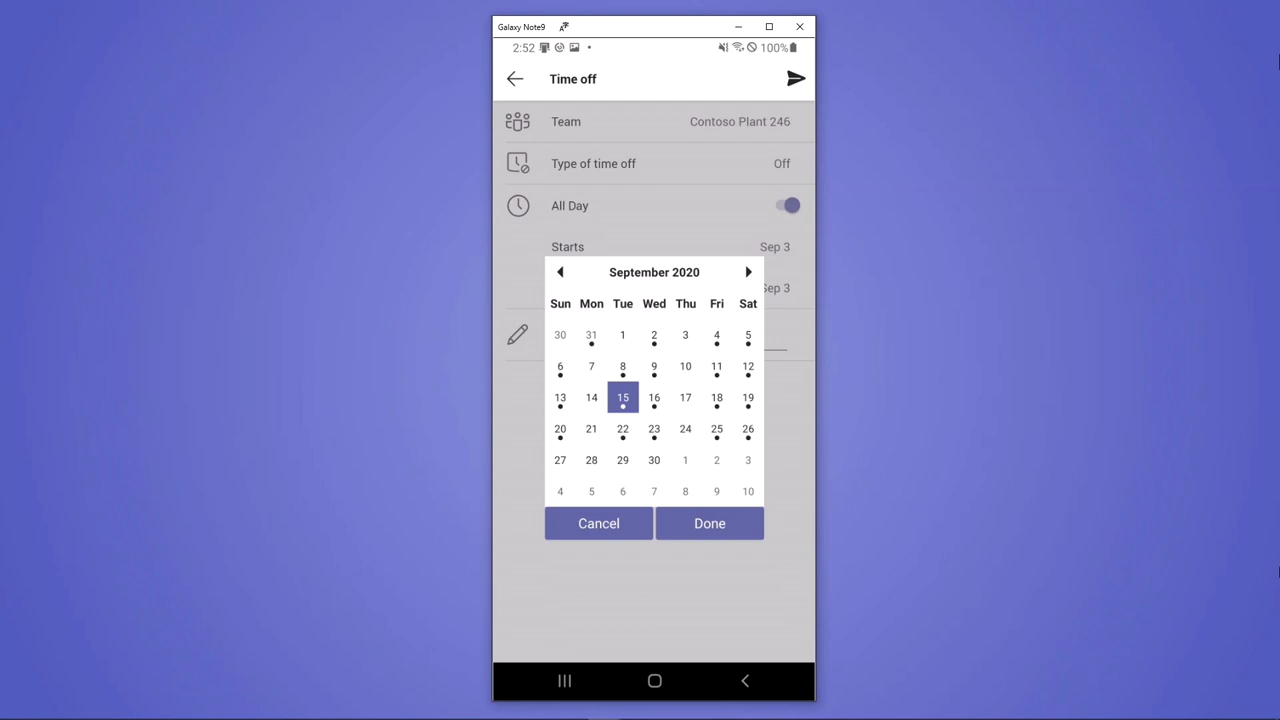 Galaxy Note9
2:52 100%
Time off
Team Contoso Plant 246
Type of time off Off
All Day
Starts Sep 3
September 2020
Sep 3
Sun Mon Tue Wed Thu Fri Sat
30 31 1 2 3 4 5
6 7 8 9 10 11 12
13 14 15 16 17 18 19
20 21 22 23 24 25 26
27 28 29 30 1 2 3
4 5 6 7 8 9 10
Cancel Done